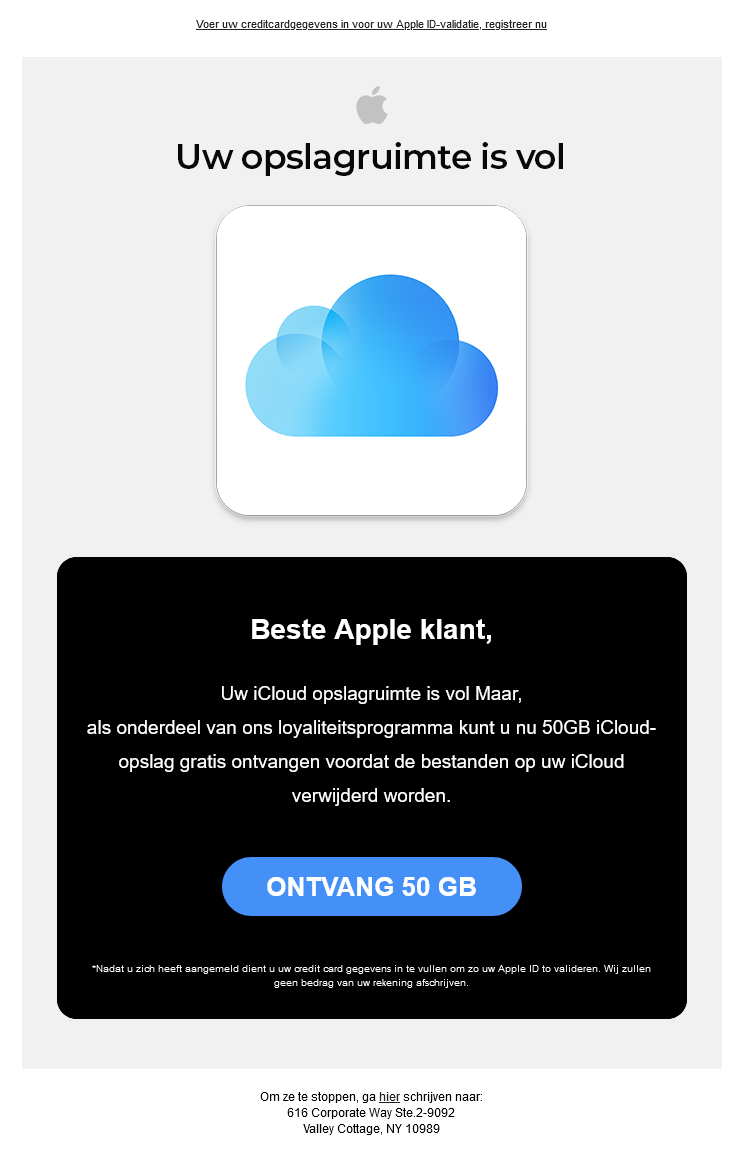 Voer uw creditcardgegevens in voor uw Apple ID-validatie, registreer nu
Uw opslagruimte is vol
Beste Apple klant,
Uw iCloud opslagruimte is vol Maar,
als onderdeel van ons loyaliteitsprogramma kunt u nu 50GB iCloud-
opslag gratis ontvangen voordat de bestanden op uw iCloud
verwijderd worden.
ONTVANG 50 GB
*Nadat u zich heeft aangemeld dient u uw credit card gegevens in te vullen om zo uw Apple ID to valideren. Wij zullen
geen bedrag van uw rekening afschrijven.
Om ze te stoppen, ga hier schrijven naar:
616 Corporate Way Ste.2-9092
Valley Cottage, NY 10989